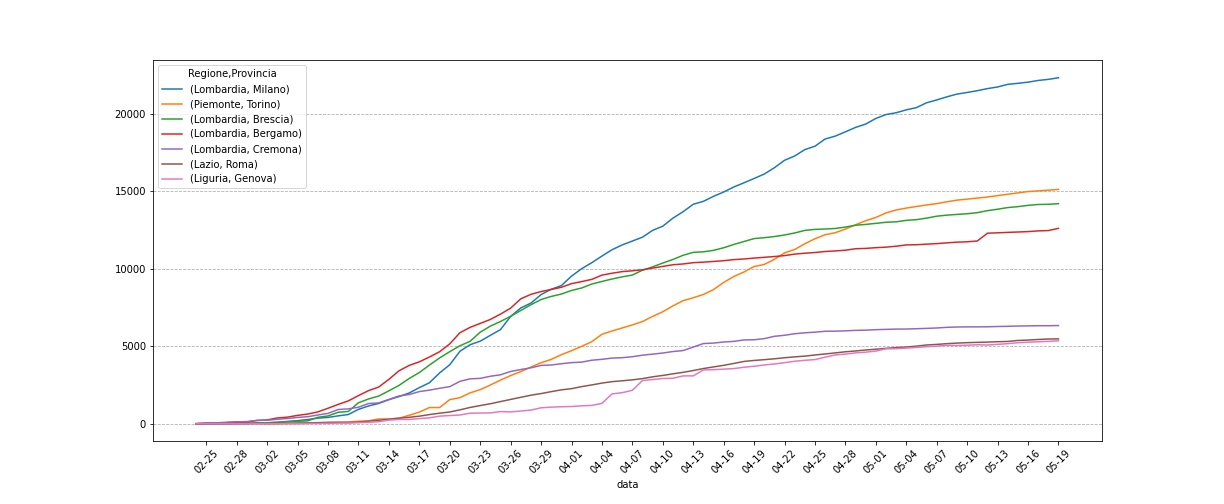 Regione,Provincia
(Lombardia, Milano)
(Piemonte, Torino)
(Lombardia, Brescia)
(Lombardia, Bergamo)
(Lombardia, Cremona)
(Lazio, Roma)
(Liguria, Genova)
20000
15000
10000
5000
0
02-25 02-28 03-02 03-05 03-08 03-11 03-14 03-17 03-20 03-23 03-26 03-29 04-01 04-04 04-07 04-10 04-13 04-16 04-19 04-22 04-25 04-28 05-01 05-04 05-07 05-10 05-13 05-16 05-19
data